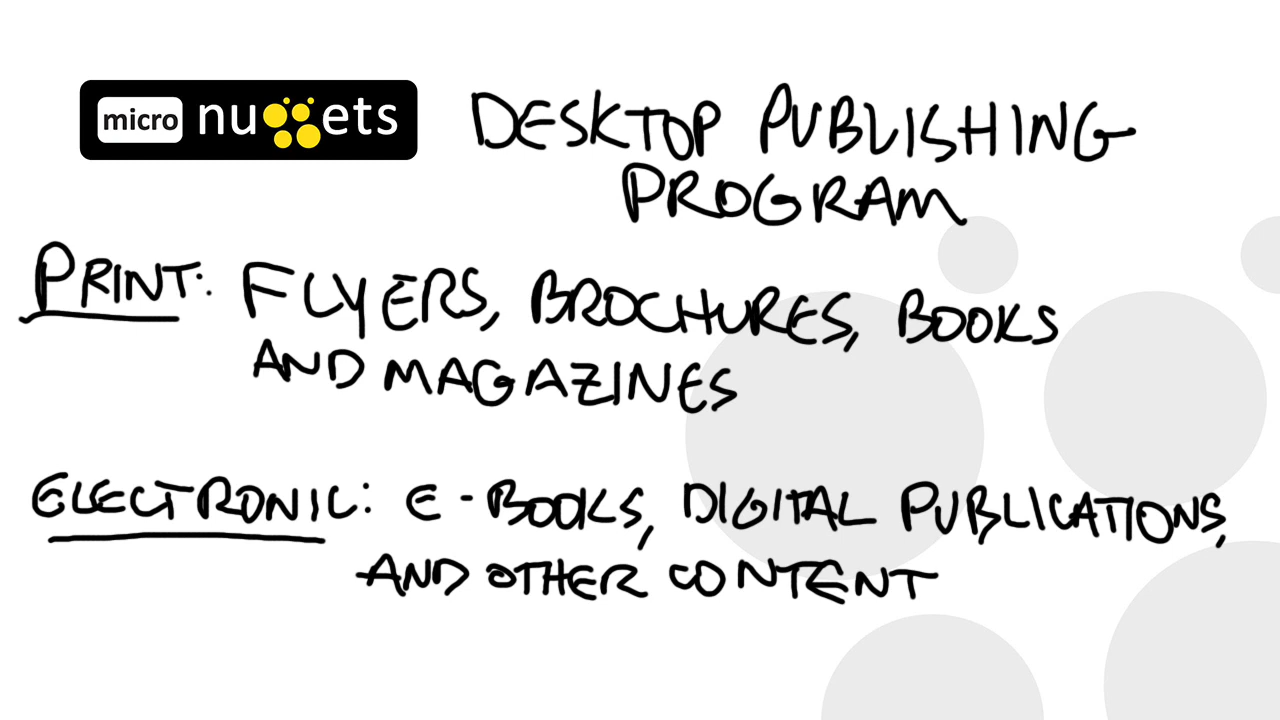 micro nuggets
DESKTOP PUBLISHING
PROGRAM
PRINT: FLYERS, BROCHURES, BOOKS
AND MAGAZINES
ELECTRONIC: E-BOOKS, DIGITAL PUBLICATIONS,
AND OTHER CONTENT